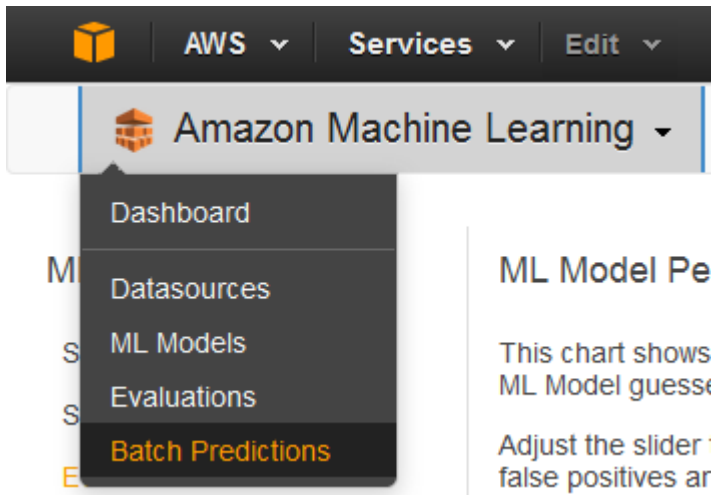 AWS Services Edit
Amazon Machine Learning
Dashboard
Datasources
ML Models
Evaluations
Batch Predictions
ML Model Pe
This chart shows
ML Model guesse
Adjust the slider
false positives an